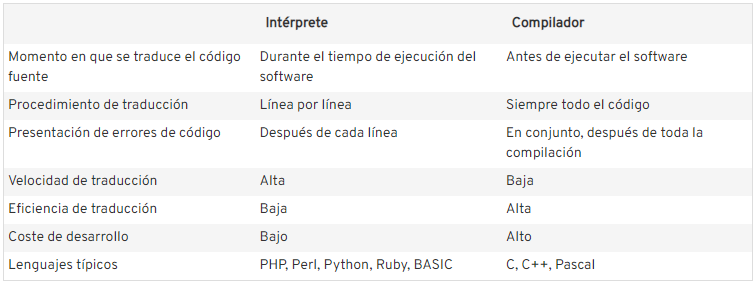 Intérprete Compilador
Momento en que se traduce el código fuente Durante el tiempo de ejecución del software Antes de ejecutar el software
Procedimiento de traducción Línea por línea Siempre todo el código
Presentación de errores de código Después de cada línea En conjunto, después de toda la compilación
Velocidad de traducción Alta Baja
Eficiencia de traducción Baja Alta
Coste de desarrollo Bajo Alto
Lenguajes típicos PHP, Perl, Python, Ruby, BASIC C, C++, Pascal